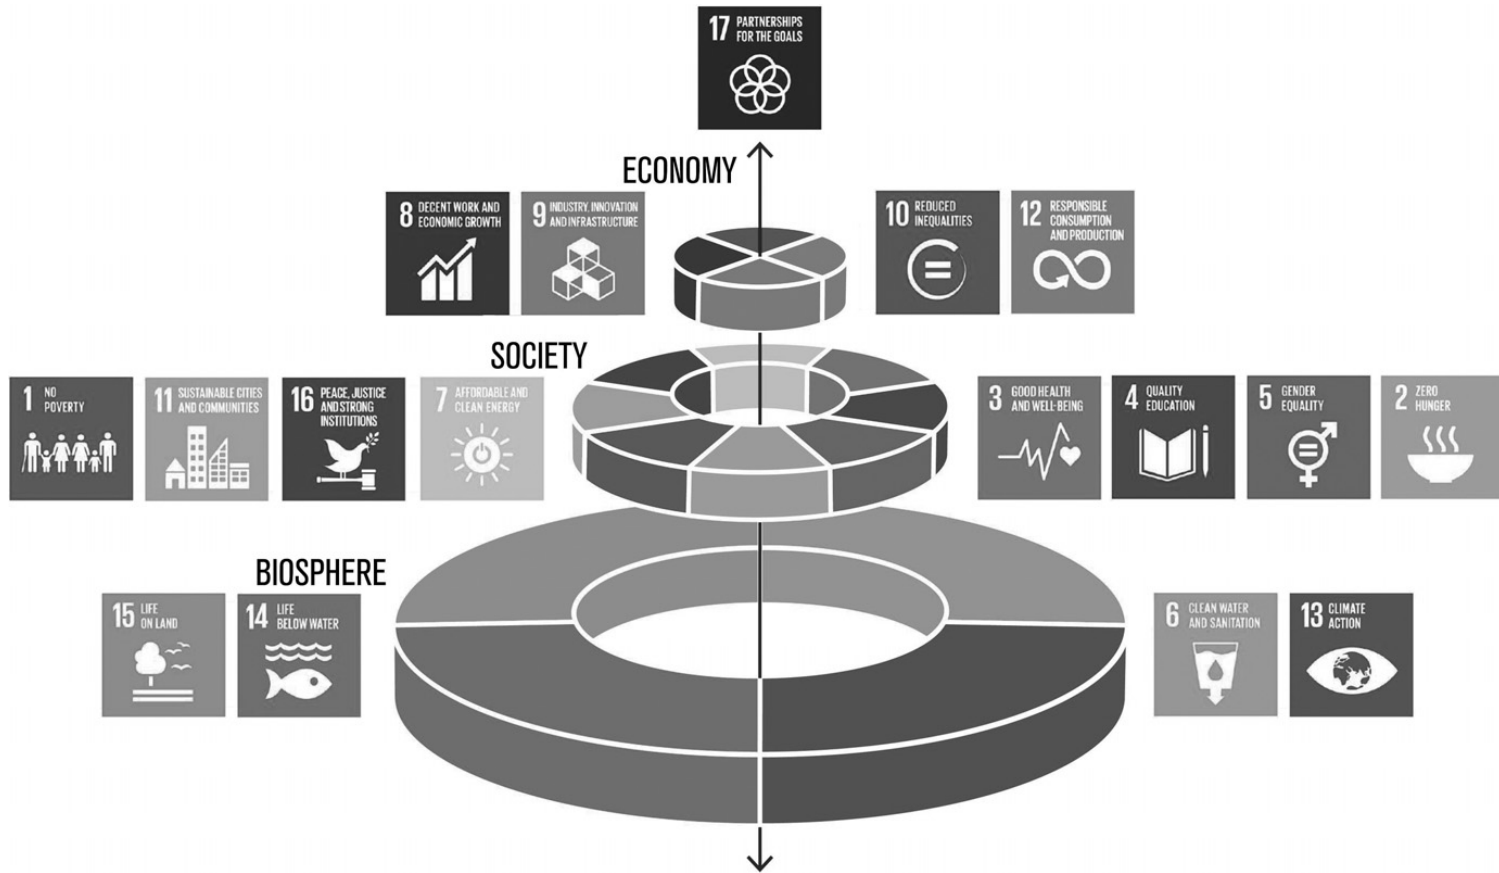 17 PARTNERSHIPS
FOR THE GOALS
ECONOMY
8 DECENT WORK AND
ECONOMIC GROWTH
9 INDUSTRY, INNOVATION
AND INFRASTRUCTURE
10 REDUCED
INEQUALITIES
12 RESPONSIBLE
CONSUMPTION
AND PRODUCTION
SOCIETY
1 NO
POVERTY
11 SUSTAINABLE CITIES
AND COMMUNITIES
16 PEACE, JUSTICE
AND STRONG
INSTITUTIONS
7 AFFORDABLE AND
CLEAN ENERGY
3 GOOD HEALTH
AND WELL-BEING
4 QUALITY
EDUCATION
5 GENDER
EQUALITY
2 ZERO
HUNGER
BIOSPHERE
15 LIFE
ON LAND
14 LIFE
BELOW WATER
6 CLEAN WATER
AND SANITATION
13 CLIMATE
ACTION